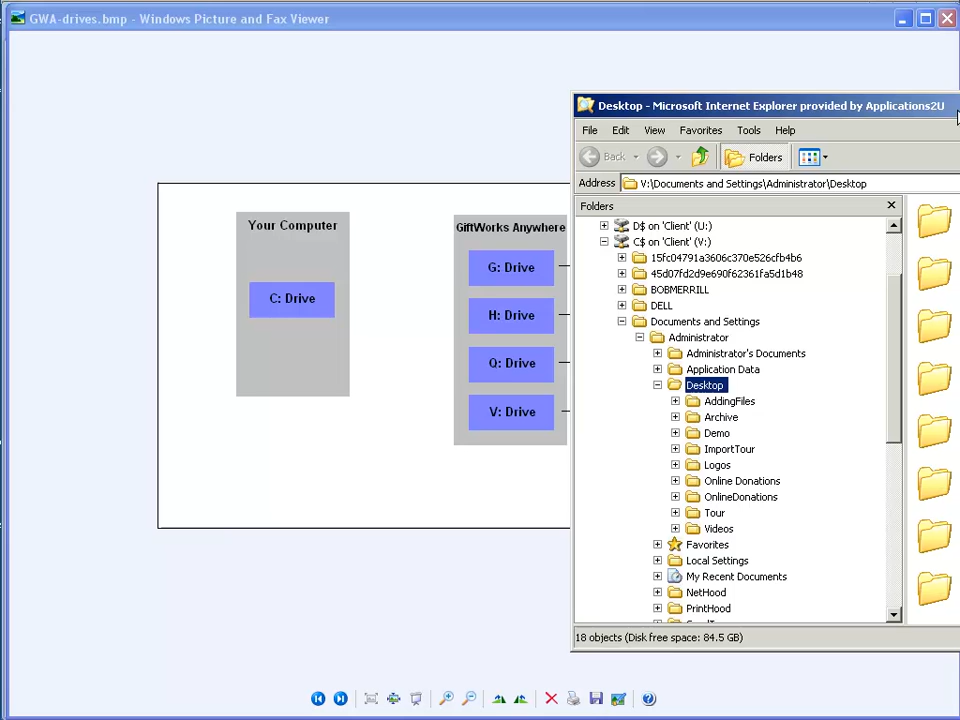 GWA-drives.bmp - Windows Picture and Fax Viewer
Your Computer
C: Drive
GiftWorks Anywhere
G: Drive
H: Drive
Q: Drive
V: Drive
Desktop - Microsoft Internet Explorer provided by Applications2U
File Edit View Favorites Tools Help
Back Folders
Address V:\Documents and Settings\Administrator\Desktop
Folders
D$ on 'Client' (U:)
C$ on 'Client' (V:)
15fc04791a3606c370e526cfb4b6
45d07fd2d9e690f62361fa5d1b48
BOBMERRILL
DELL
Documents and Settings
Administrator
Administrator's Documents
Application Data
Desktop
AddingFiles
Archive
Demo
ImportTour
Logos
Online Donations
OnlineDonations
Tour
Videos
Favorites
Local Settings
My Recent Documents
NetHood
PrintHood
18 objects (Disk free space: 84.5 GB)